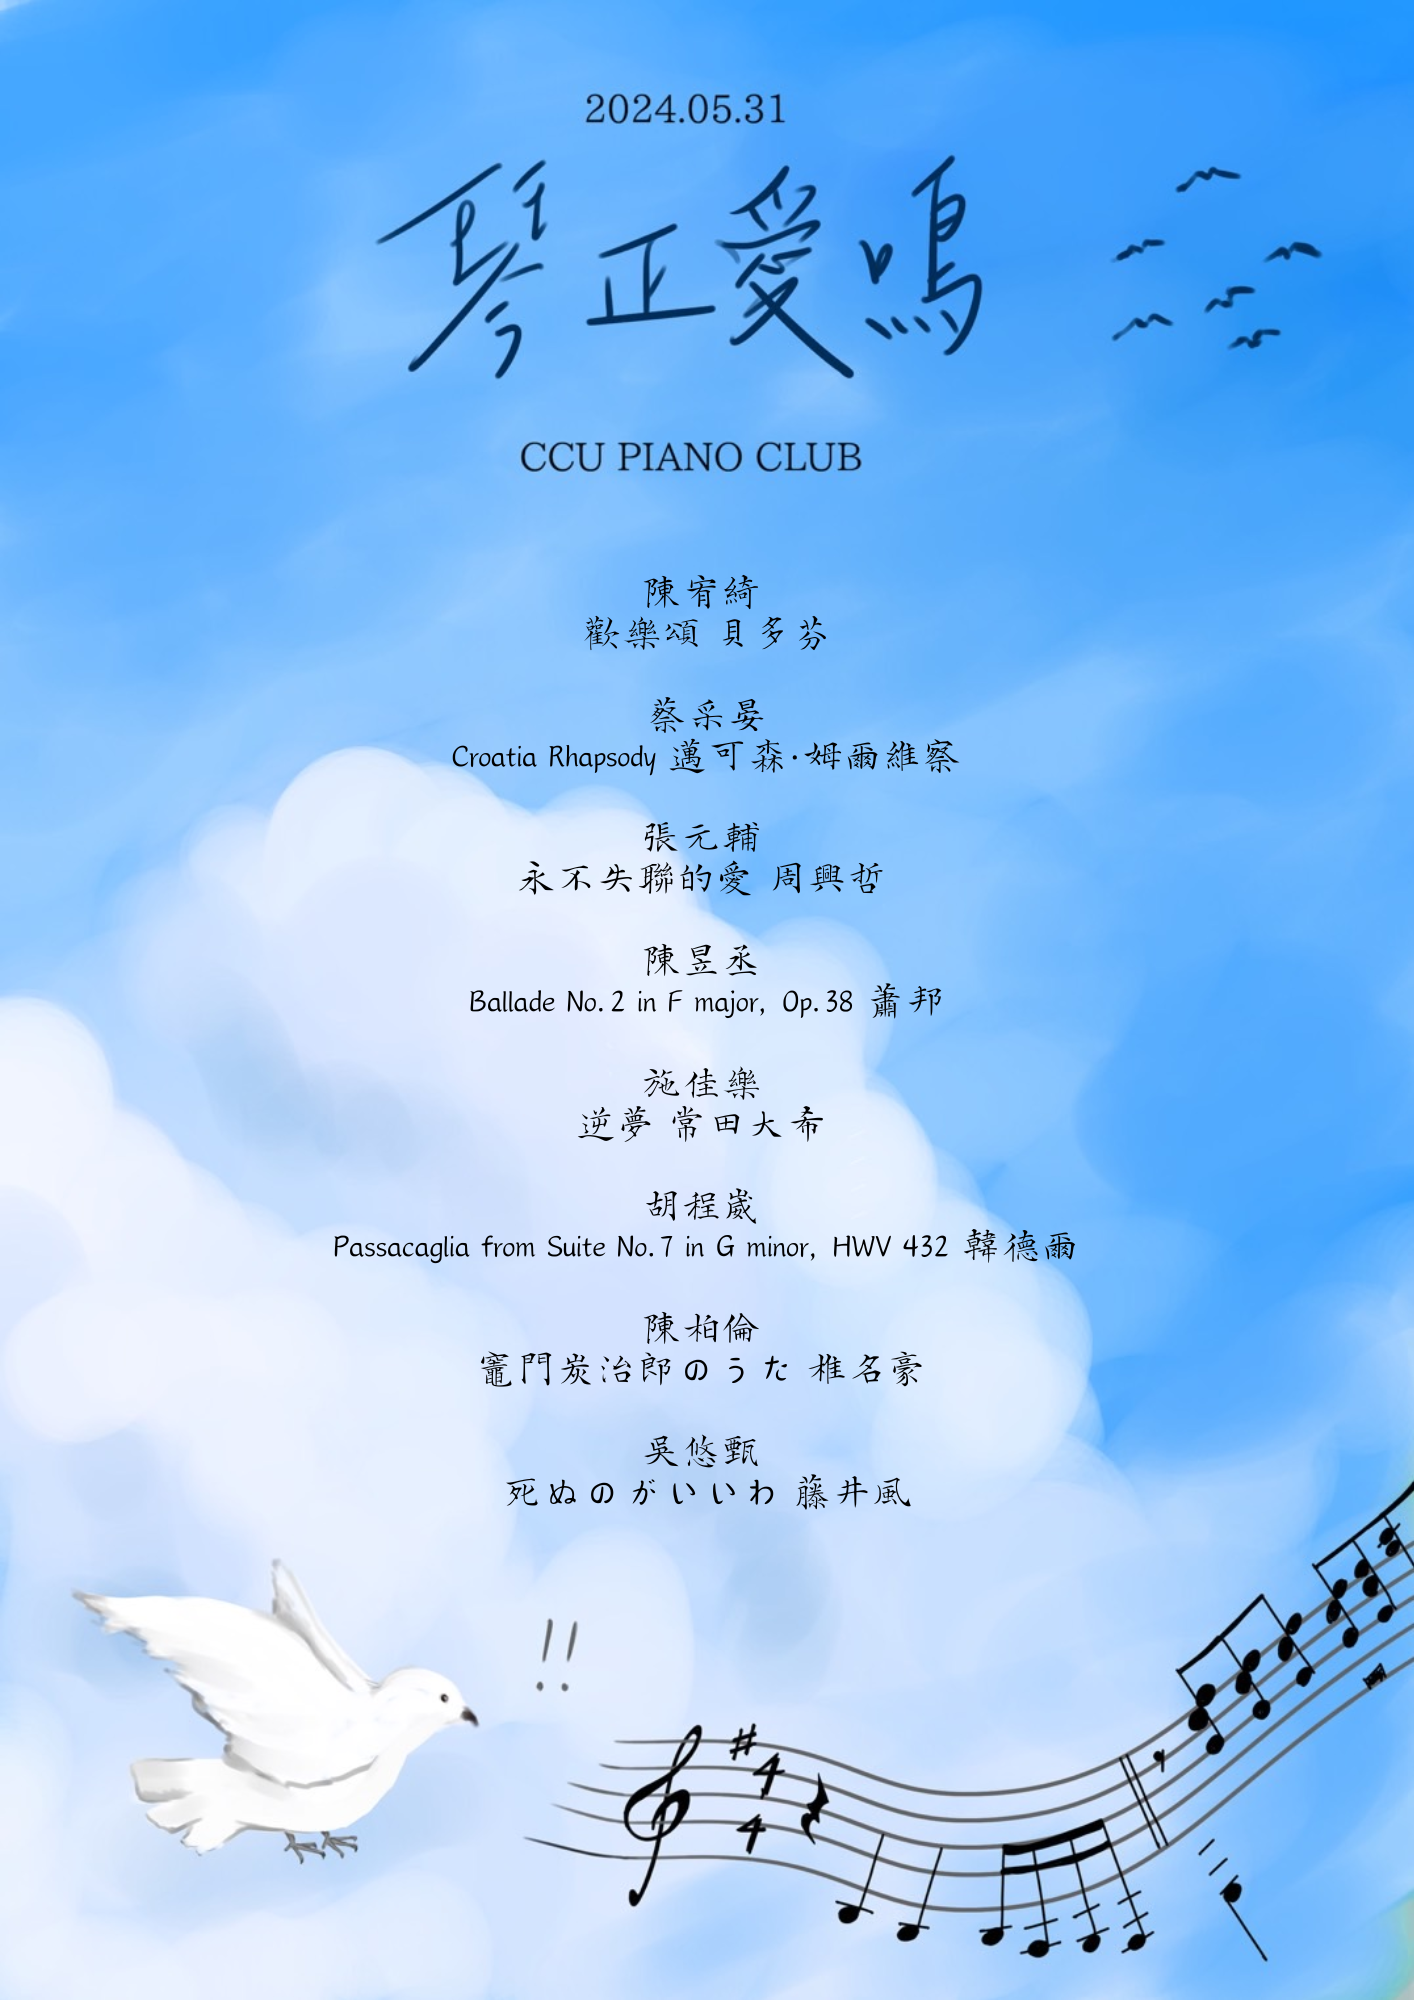 2024.05.31
琴正愛鳴
CCU PIANO CLUB
陳宥綺
歡樂頌 貝多芬
蔡采晏
Croatia Rhapsody 邁可森·姆爾維察
張元輔
永不失聯的愛 周興哲
陳昱丞
Ballade No. 2 in F major, Op. 38 蕭邦
施佳樂
逆夢 常田大希
胡程崴
Passacaglia from Suite No. 7 in G minor, HWV 432 韓德爾
陳柏倫
竈門炭治郎のうた 椎名豪
吳悠甄
死ぬのがいいわ 藤井風
!!
4
4